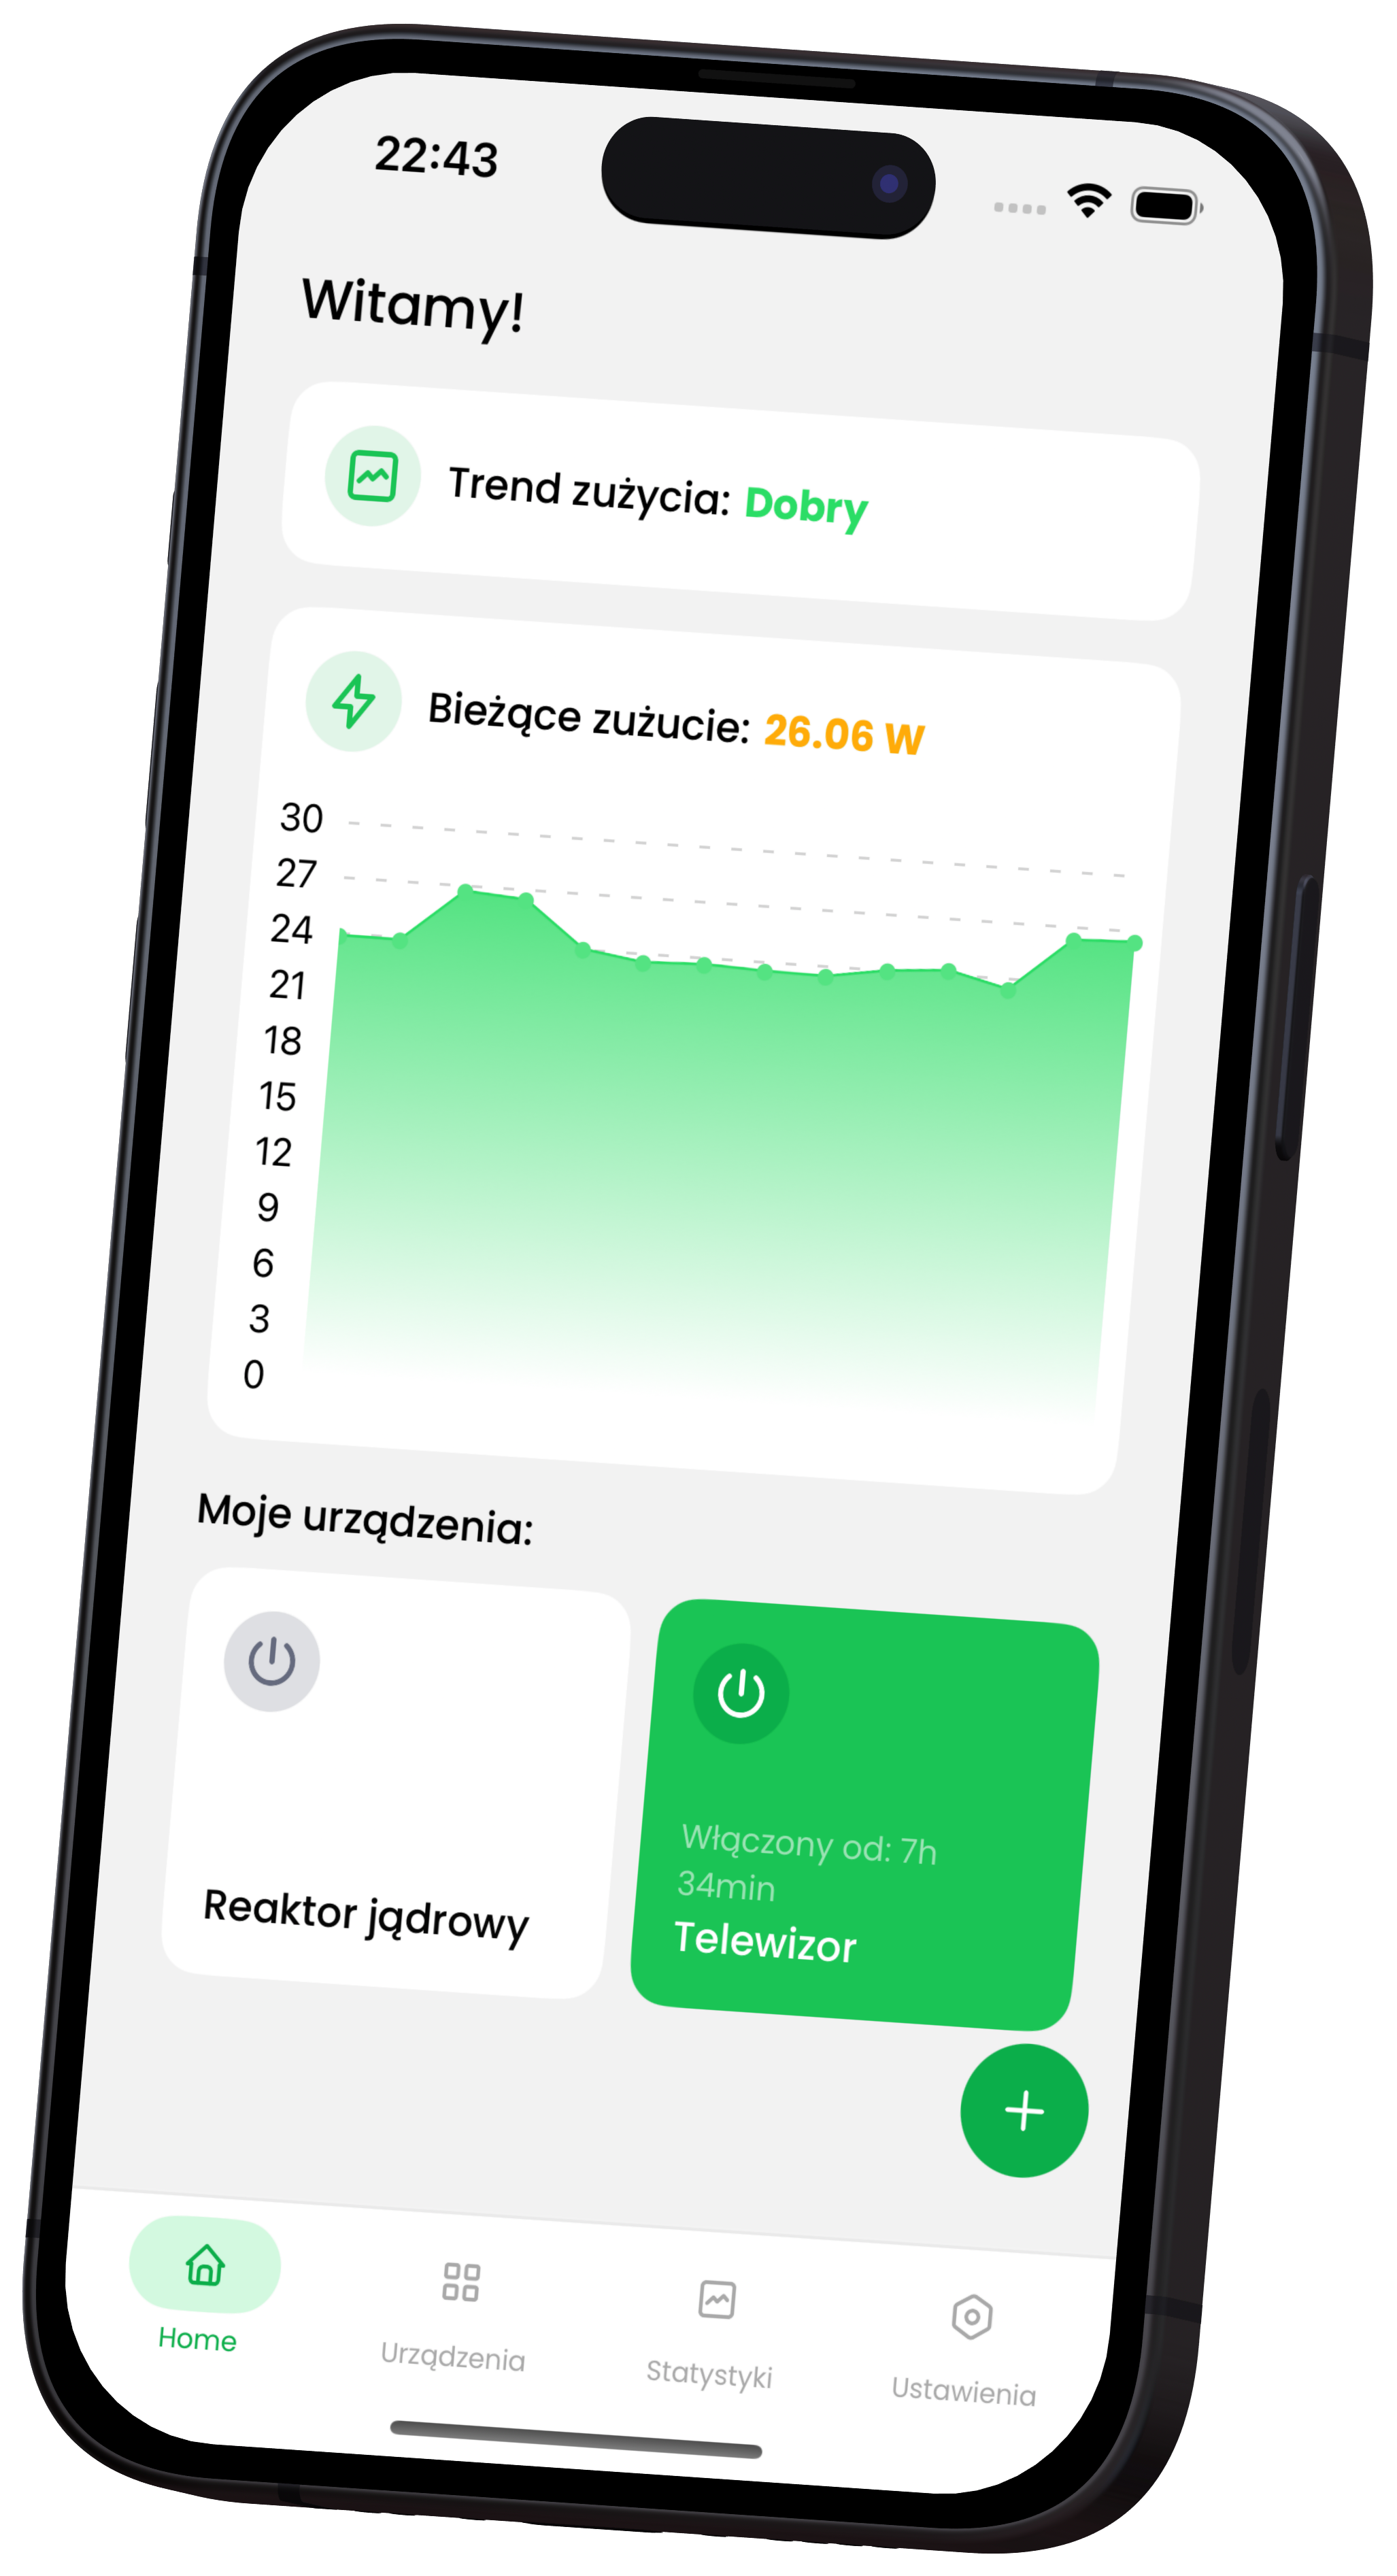 22:43
Witamy!
Trend zużycia: Dobry
Bieżące zużucie: 26.06 W
30
27
24
21
18
15
12
9
6
3
0
Moje urządzenia:
Reaktor jądrowy
Włączony od: 7h
34min
Telewizor
Home
Urządzenia
Statystyki
Ustawienia